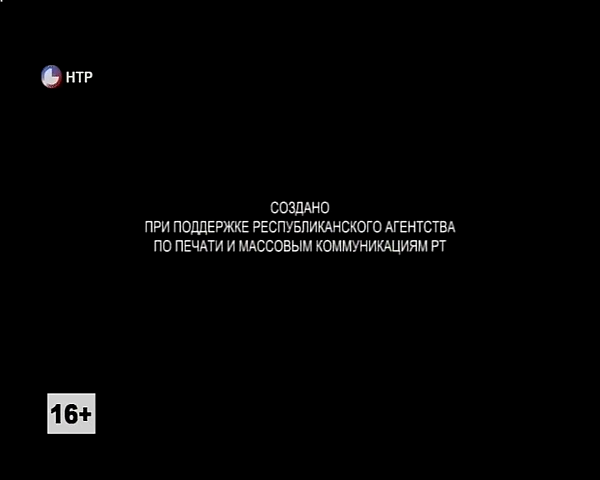 НТР
СОЗДАНО
ПРИ ПОДДЕРЖКЕ РЕСПУБЛИКАНСКОГО АГЕНТСТВА
ПО ПЕЧАТИ И МАССОВЫМ КОММУНИКАЦИЯМ РТ
16+